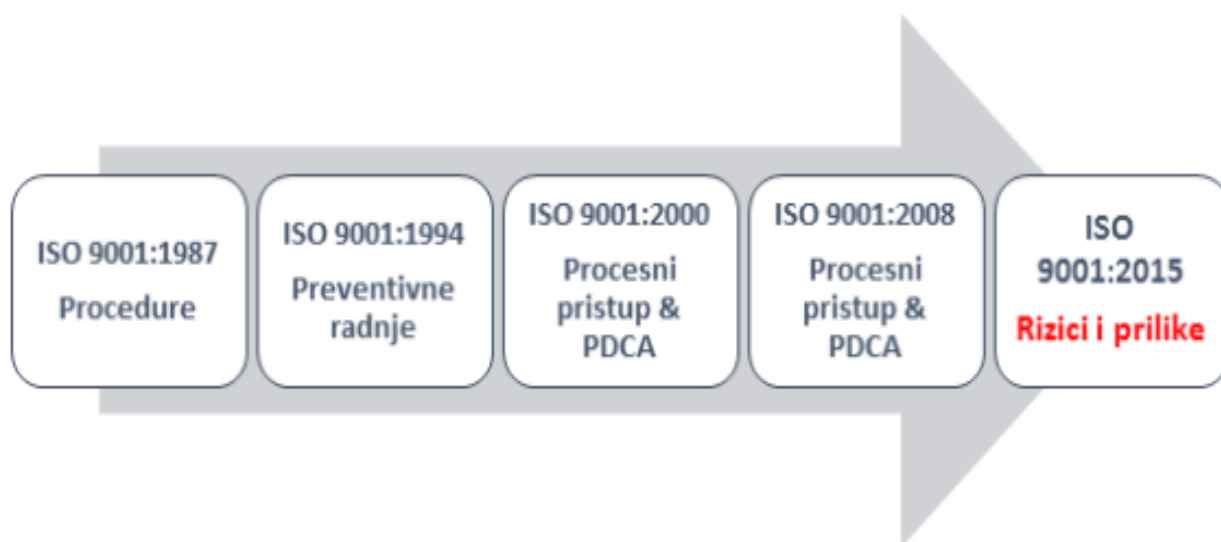 ISO 9001:1987
Procedure
ISO 9001:1994
Preventivne
radnje
ISO 9001:2000
Procesni
pristup &
PDCA
ISO 9001:2008
Procesni
pristup &
PDCA
ISO
9001:2015
Rizici i prilike